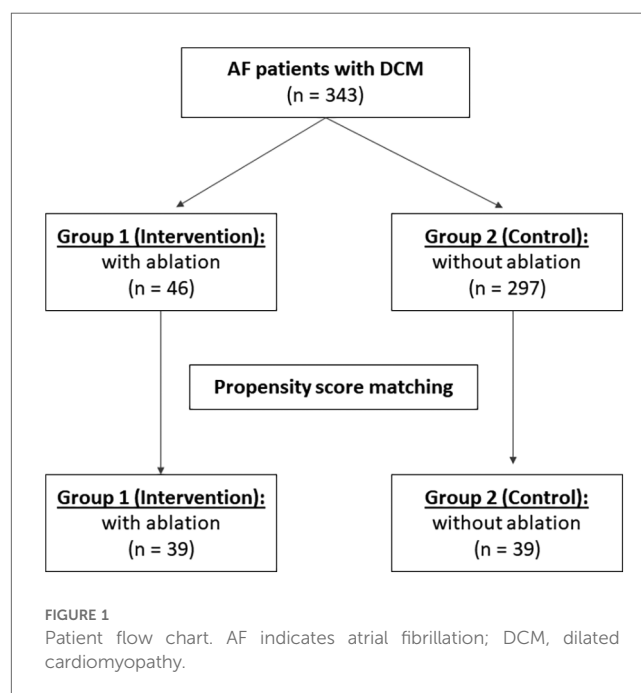 AF patients with DCM
(n = 343)
Group 1 (Intervention):
with ablation
(n = 46)
Group 2 (Control):
without ablation
(n = 297)
Propensity score matching
Group 1 (Intervention):
with ablation
(n = 39)
Group 2 (Control):
without ablation
(n = 39)
FIGURE 1
Patient flow chart. AF indicates atrial fibrillation; DCM, dilated
cardiomyopathy.